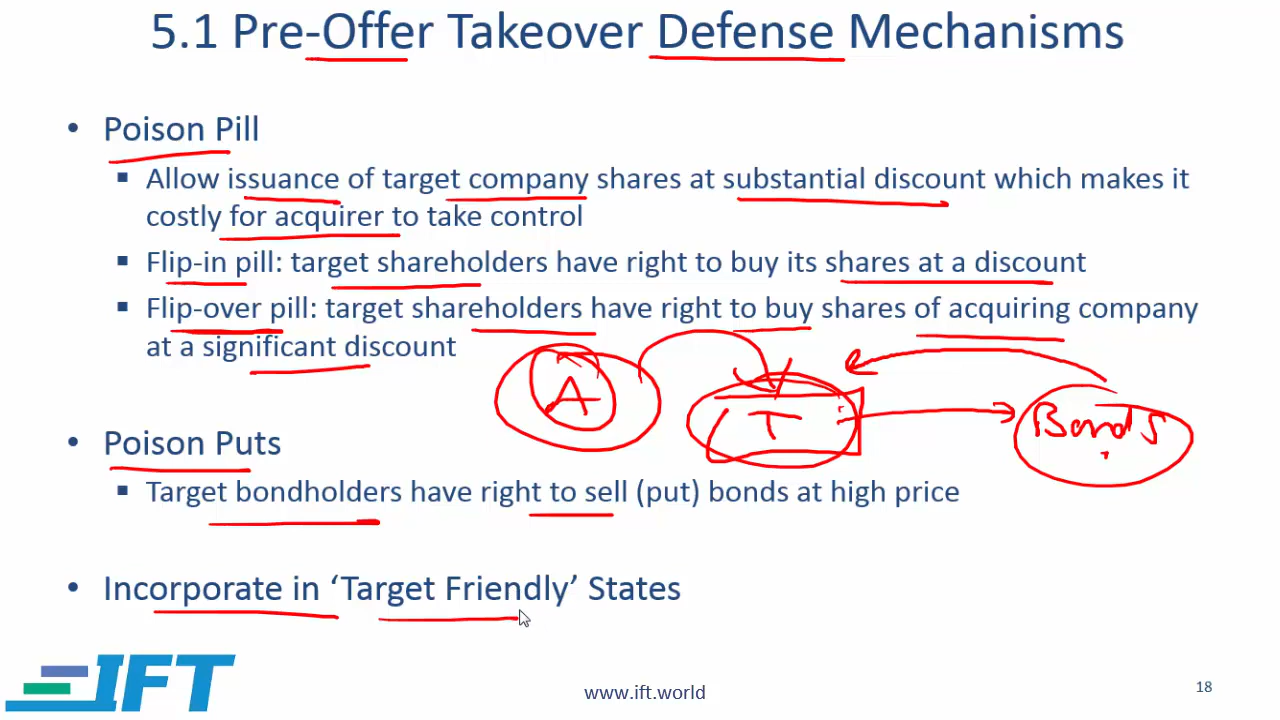 5.1 Pre-Offer Takeover Defense Mechanisms
• Poison Pill
▪ Allow issuance of target company shares at substantial discount which makes it
costly for acquirer to take control
▪ Flip-in pill: target shareholders have right to buy its shares at a discount
▪ Flip-over pill: target shareholders have right to buy shares of acquiring company
at a significant discount
A
T
Bonds
• Poison Puts
▪ Target bondholders have right to sell (put) bonds at high price
• Incorporate in ‘Target Friendly’ States
IFT
www.ift.world
18